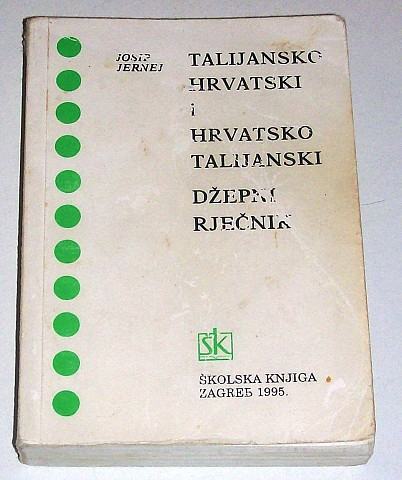 JOSIP
JERNEJ
TALIJANSKO
HRVATSKI
I
HRVATSKO
TALIJANSKI
DŽEPNI
RJEČNIK
šk
ŠKOLSKA KNJIGA
ZAGREB 1995.